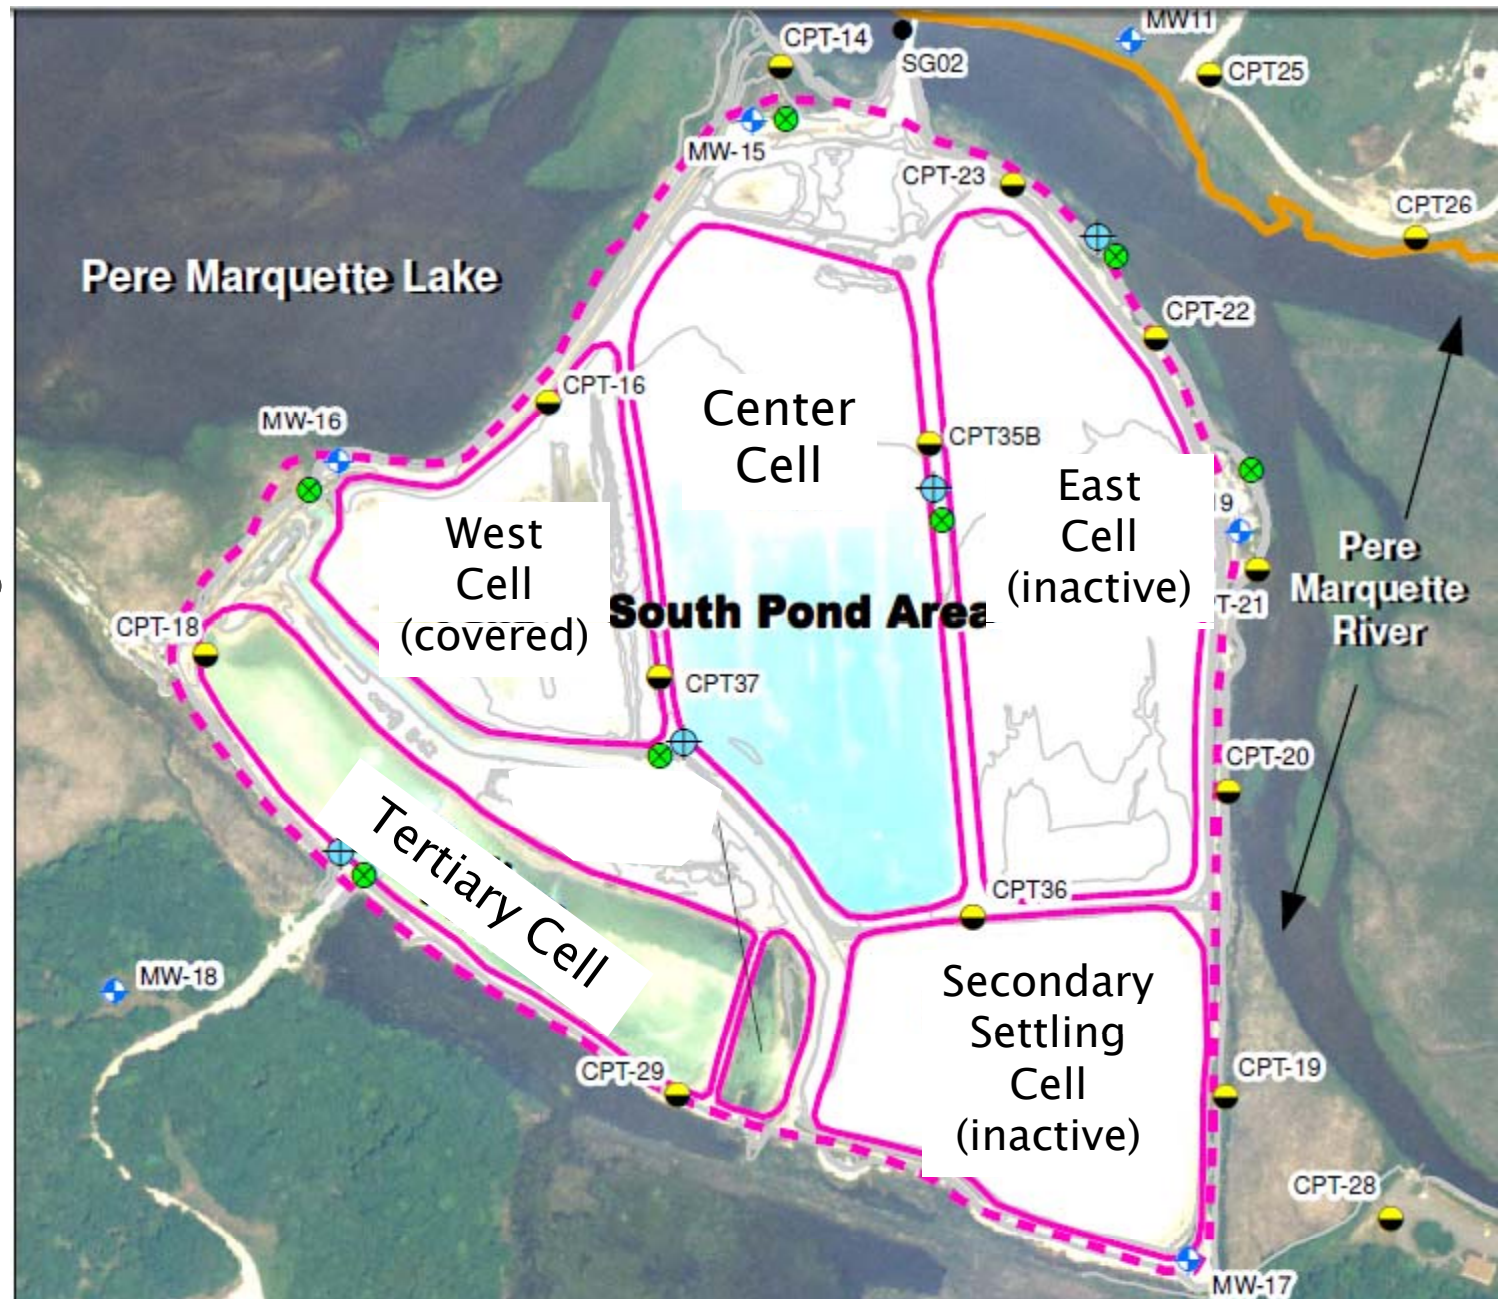 MW11
CPT-14
SG02
CPT25
MW-15
CPT-23
CPT26
Pere Marquette Lake
CPT-22
CPT-16
MW-16
Center
Cell
CPT35B
East
Cell
(inactive)
West
Cell
(covered)
19
Pere
Marquette
River
South Pond Area
T-21
CPT-18
CPT37
CPT-20
Tertiary Cell
CPT36
MW-18
Secondary
Settling
Cell
(inactive)
CPT-29
CPT-19
CPT-28
MW-17